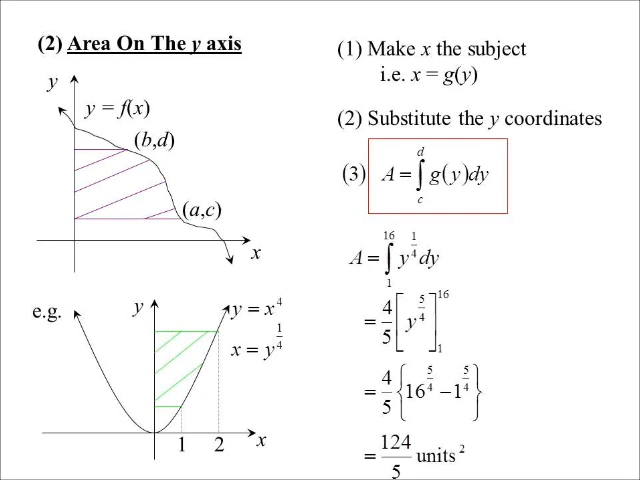 (2) Area On The y axis
y
y = f(x)
(b,d)
(a,c)
x
(1) Make x the subject
i.e. x = g(y)
(2) Substitute the y coordinates
(3) A = ∫_c^d g(y)dy
e.g.
y
y = x⁴
x = y^(1/4)
1 2 x
A = ∫_1^16 y^(1/4) dy
= 4/5 [y^(5/4)]_1^16
= 4/5 {16^(5/4) − 1^(5/4)}
= 124/5 units²